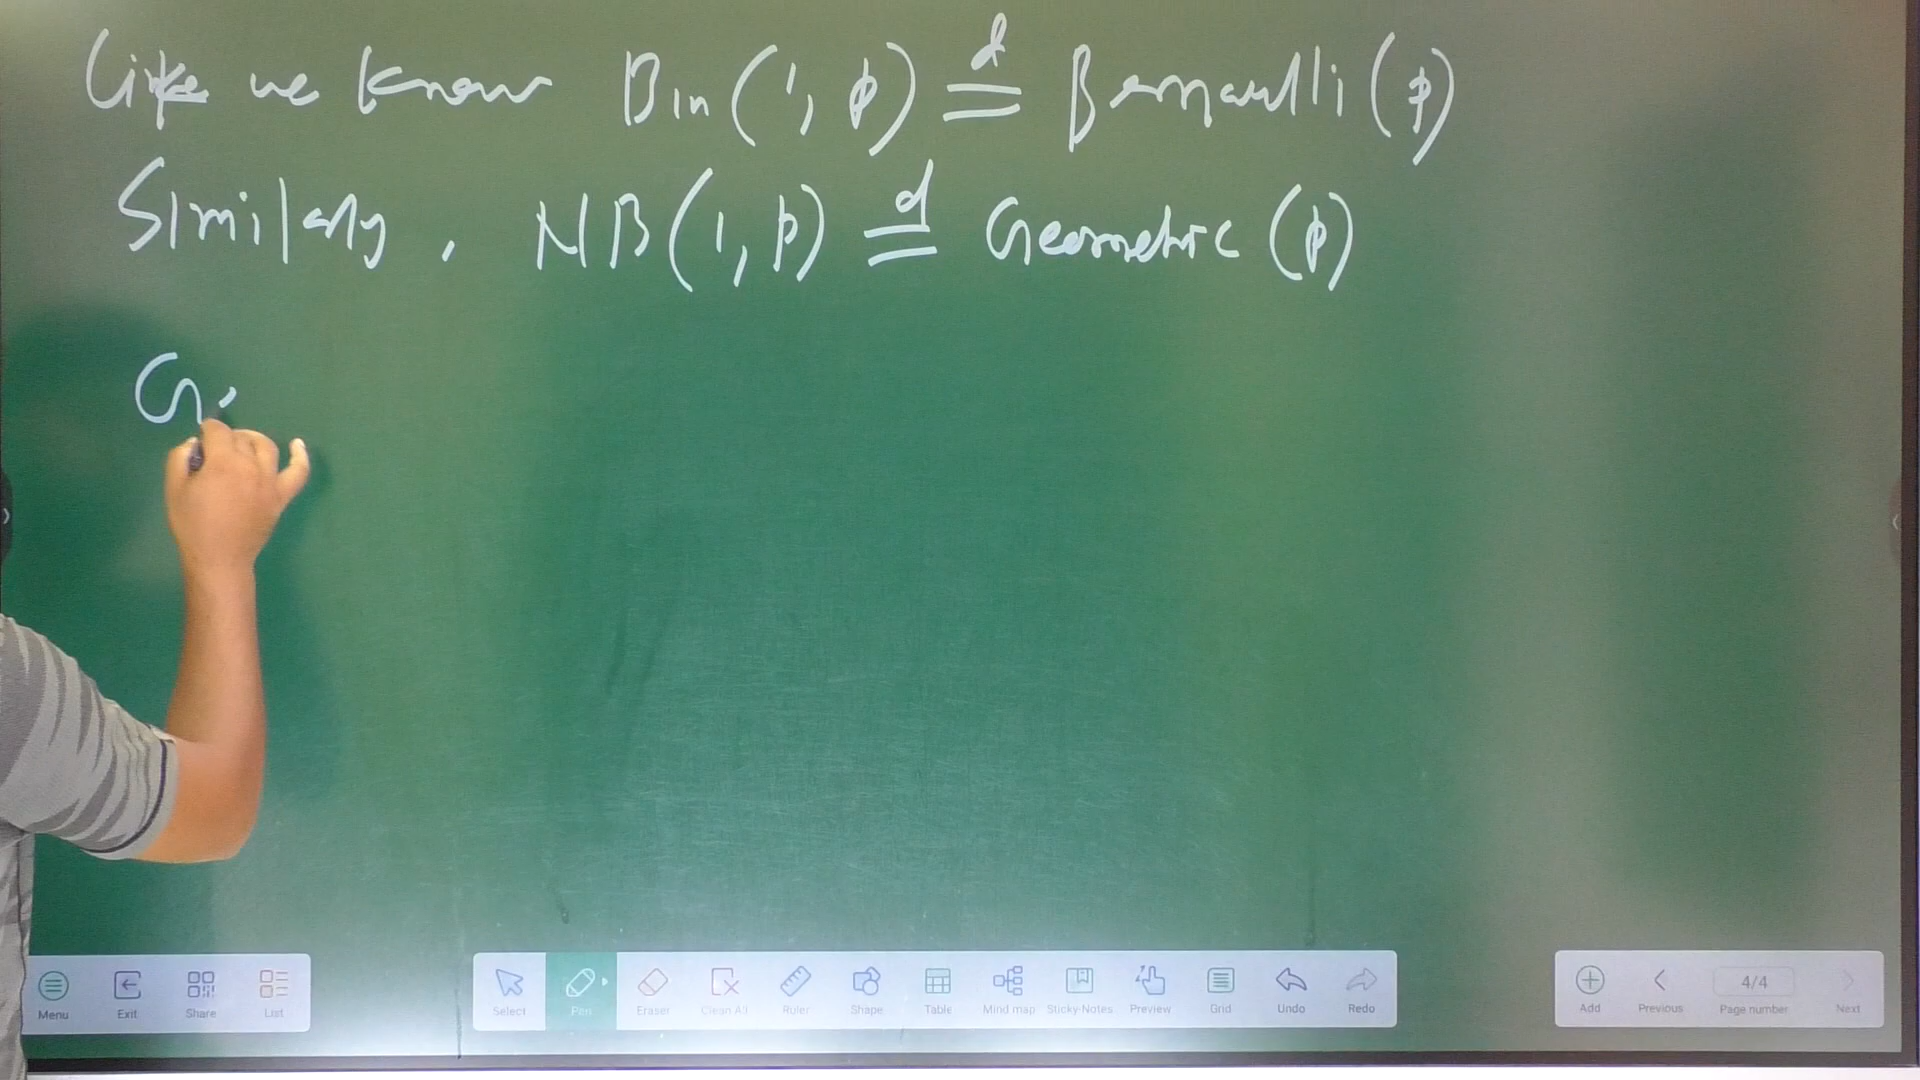 Like we know Bin(1, p) d= Bernoulli(p)
Similarly, NB(1, p) d= Geometric (p)
G
Menu Exit Share List Select Pen Eraser Clean All Ruler Shape Table Mind map Sticky-Notes Preview Grid Undo Redo Add Previous 4/4 Page number Next